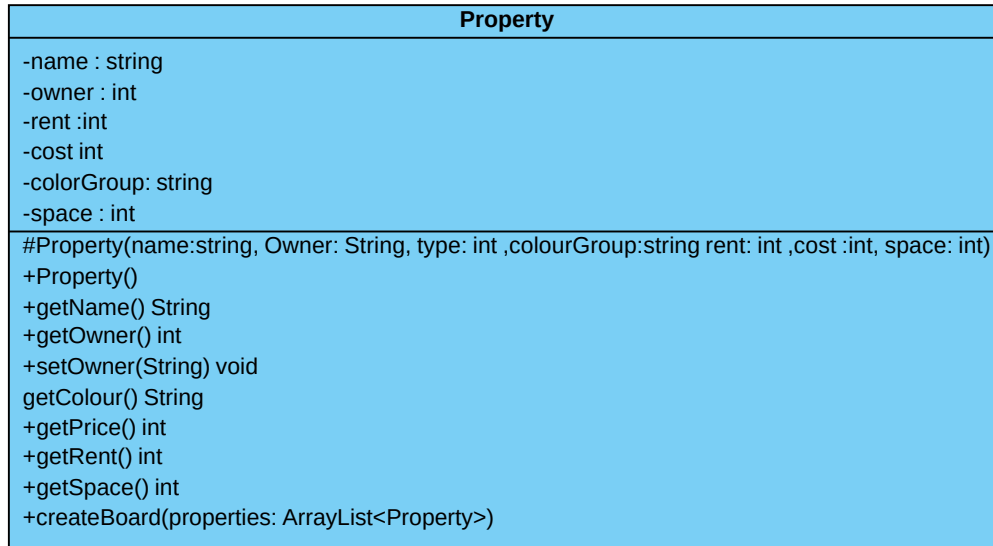 Property
-name : string
-owner : int
-rent :int
-cost int
-colorGroup: string
-space : int
#Property(name:string, Owner: String, type: int ,colourGroup:string rent: int ,cost :int, space: int)
+Property()
+getName() String
+getOwner() int
+setOwner(String) void
getColour() String
+getPrice() int
+getRent() int
+getSpace() int
+createBoard(properties: ArrayList<Property>)